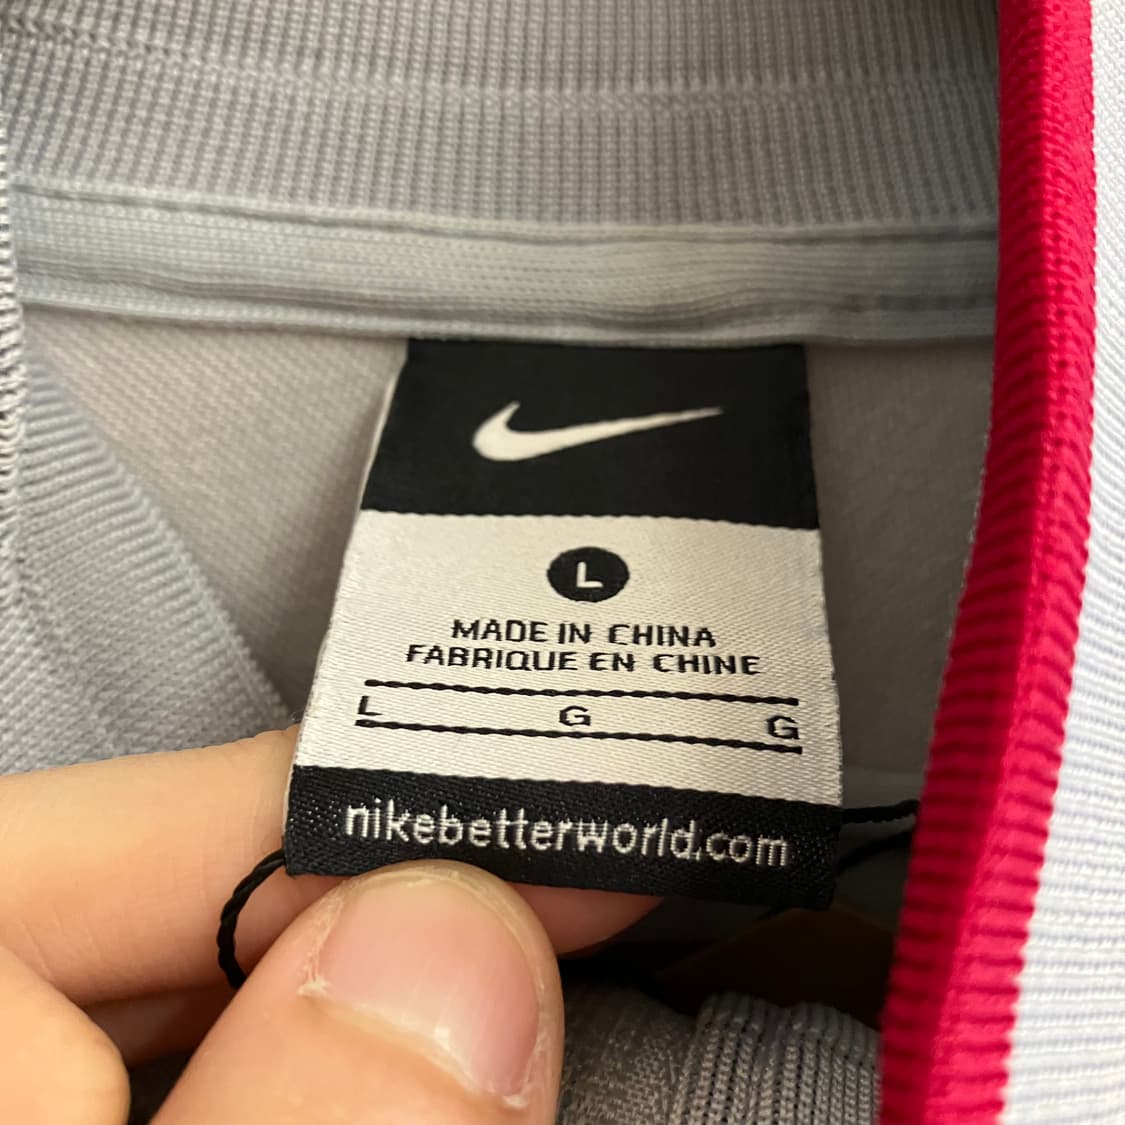 L
MADE IN CHINA
FABRIQUE EN CHINE
L G G
nikebetterworld.com